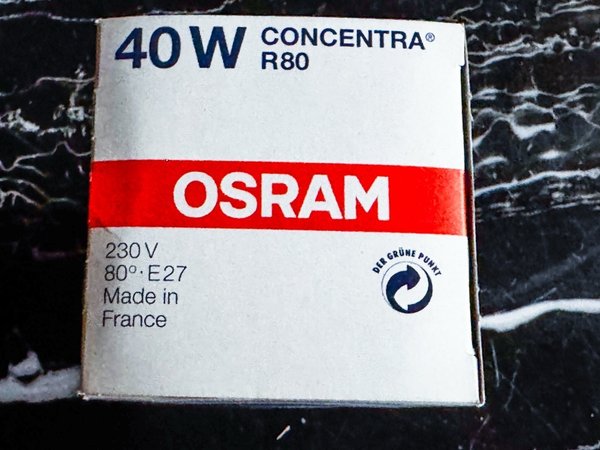 40 W CONCENTRA®
R80
OSRAM
230 V
80°·E27
Made in
France
DER GRÜNE PUNKT